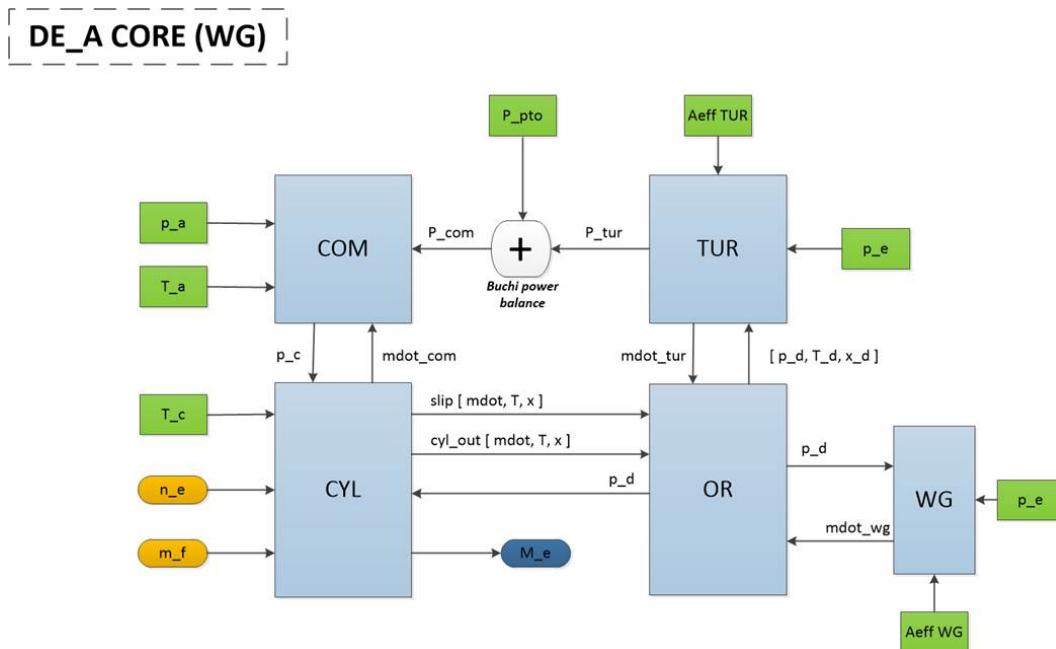 DE_A CORE (WG)
P_pto
Aeff TUR
p_a
COM
P_com
+
P_tur
TUR
p_e
T_a
Buchi power
balance
p_c
mdot_com
mdot_tur
[ p_d, T_d, x_d ]
T_c
slip [ mdot, T, x ]
cyl_out [ mdot, T, x ]
p_d
n_e
CYL
p_d
OR
WG
p_e
mdot_wg
m_f
M_e
Aeff WG